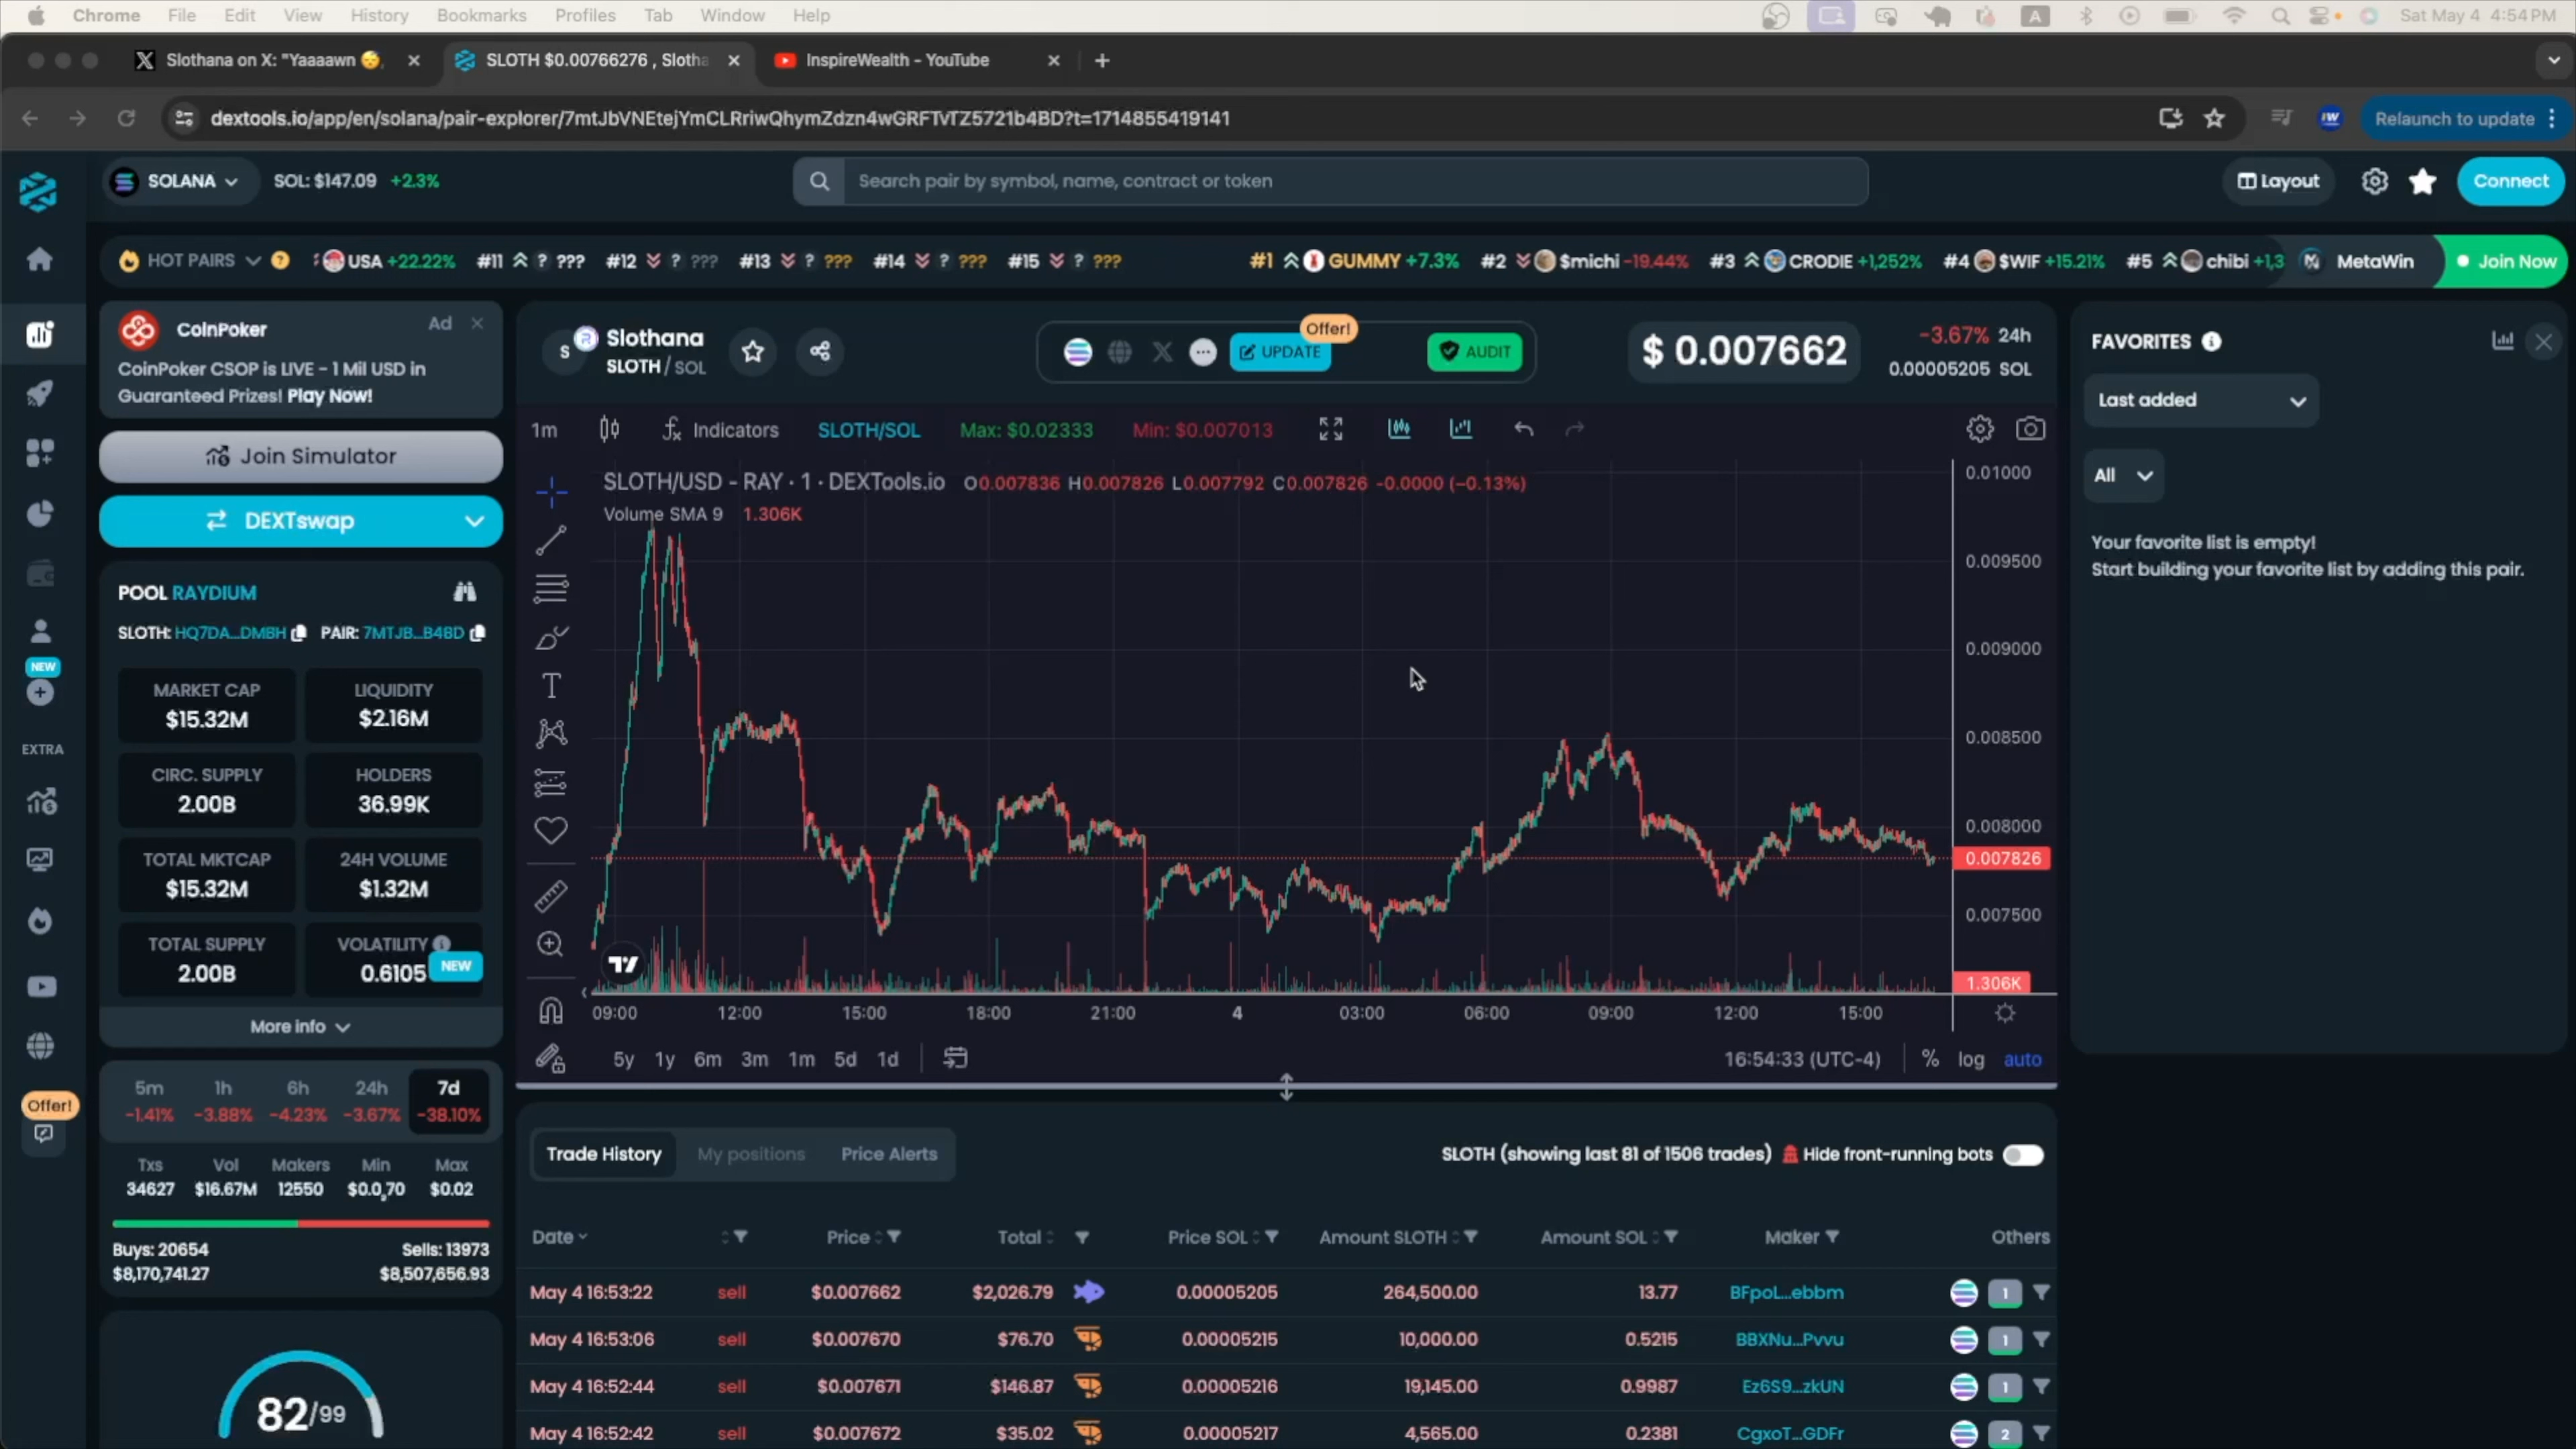 Chrome File Edit View History Bookmarks Profiles Tab Window Help
A Sat May 4 4:54 PM
Slothana on X: "Yaaaawn 😴,
SLOTH $0.00766276 , Slotha
InspireWealth - YouTube
dextools.io/app/en/solana/pair-explorer/7mtJbVNEtejYmCLRriwQhymZdzn4wGRFTVTZ5721b4BD?t=1714855419141
Relaunch to update
SOLANA SOL: $147.09 +2.3%
Search pair by symbol, name, contract or token
Layout
Connect
HOT PAIRS USA +22.22% #11 ? ??? #12 ? ??? #13 ? ??? #14 ? ??? #15 ? ???
#1 GUMMY +7.3% #2 $michi -19.44% #3 CRODIE +1,252% #4 $WIF +15.21% #5 chibi +1,3
MetaWin Join Now
CoinPoker Ad
CoinPoker CSOP is LIVE - 1 Mil USD in
Guaranteed Prizes! Play Now!
Join Simulator
DEXTswap
POOL RAYDIUM
SLOTH: HQ7DA...DMBH PAIR: 7MTJB...B4BD
MARKET CAP LIQUIDITY
$15.32M $2.16M
CIRC. SUPPLY HOLDERS
2.00B 36.99K
TOTAL MKTCAP 24H VOLUME
$15.32M $1.32M
TOTAL SUPPLY VOLATILITY
2.00B 0.6105 NEW
More info
5m 1h 6h 24h 7d
-1.41% -3.88% -4.23% -3.67% -38.10%
Txs Vol Makers Min Max
34627 $16.67M 12550 $0.0₂70 $0.02
Buys: 20654 Sells: 13973
$8,170,741.27 $8,507,656.93
82/99
NEW
EXTRA
Offer!
S Slothana
SLOTH / SOL
Offer!
UPDATE
AUDIT
$ 0.007662
-3.67% 24h
0.00005205 SOL
1m Indicators SLOTH/SOL Max: $0.02333 Min: $0.007013
SLOTH/USD - RAY · 1 · DEXTools.io O0.007836 H0.007826 L0.007792 C0.007826 -0.0000 (-0.13%)
Volume SMA 9 1.306K
0.01000
0.009500
0.009000
0.008500
0.008000
0.007826
0.007500
1.306K
09:00 12:00 15:00 18:00 21:00 4 03:00 06:00 09:00 12:00 15:00
5y 1y 6m 3m 1m 5d 1d
16:54:33 (UTC-4) % log auto
Trade History My positions Price Alerts
SLOTH (showing last 81 of 1506 trades) Hide front-running bots
Date Price Total Price SOL Amount SLOTH Amount SOL Maker Others
May 4 16:53:22 sell $0.007662 $2,026.79 0.00005205 264,500.00 13.77 BFpoL...ebbm 1
May 4 16:53:06 sell $0.007670 $76.70 0.00005215 10,000.00 0.5215 BBXNu...Pvvu 1
May 4 16:52:44 sell $0.007671 $146.87 0.00005216 19,145.00 0.9987 Ez6S9...zkUN 1
May 4 16:52:42 sell $0.007672 $35.02 0.00005217 4,565.00 0.2381 CgxoT...GDFr 2
FAVORITES
Last added
All
Your favorite list is empty!
Start building your favorite list by adding this pair.